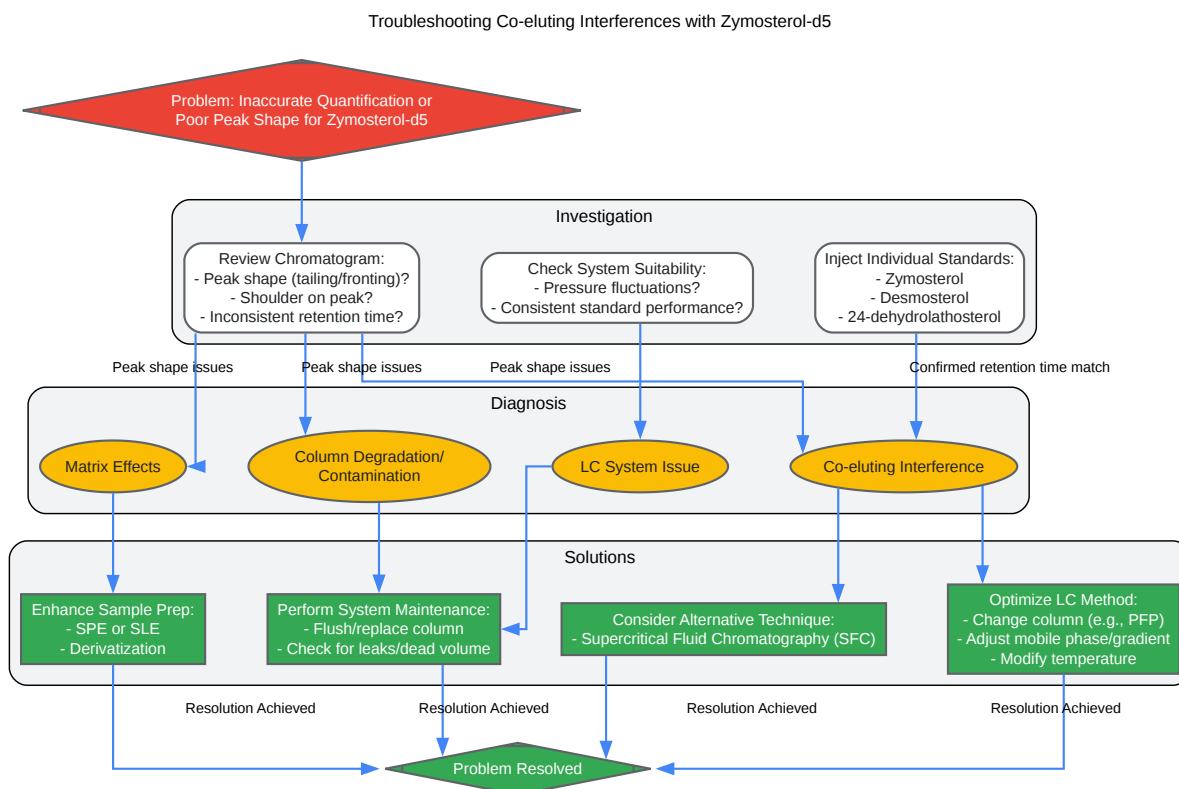 Troubleshooting Co-eluting Interferences with Zymosterol-d5
Problem: Inaccurate Quantification or
Poor Peak Shape for Zymosterol-d5
Investigation
Review Chromatogram:
- Peak shape (tailing/fronting)?
- Shoulder on peak?
- Inconsistent retention time?
Check System Suitability:
- Pressure fluctuations?
- Consistent standard performance?
Inject Individual Standards:
- Zymosterol
- Desmosterol
- 24-dehydrolathosterol
Peak shape issues
Peak shape issues
Peak shape issues
Confirmed retention time match
Diagnosis
Matrix Effects
Column Degradation/
Contamination
LC System Issue
Co-eluting Interference
Solutions
Enhance Sample Prep:
- SPE or SLE
- Derivatization
Perform System Maintenance:
- Flush/replace column
- Check for leaks/dead volume
Consider Alternative Technique:
- Supercritical Fluid Chromatography (SFC)
Optimize LC Method:
- Change column (e.g., PFP)
- Adjust mobile phase/gradient
- Modify temperature
Resolution Achieved
Resolution Achieved
Resolution Achieved
Resolution Achieved
Problem Resolved